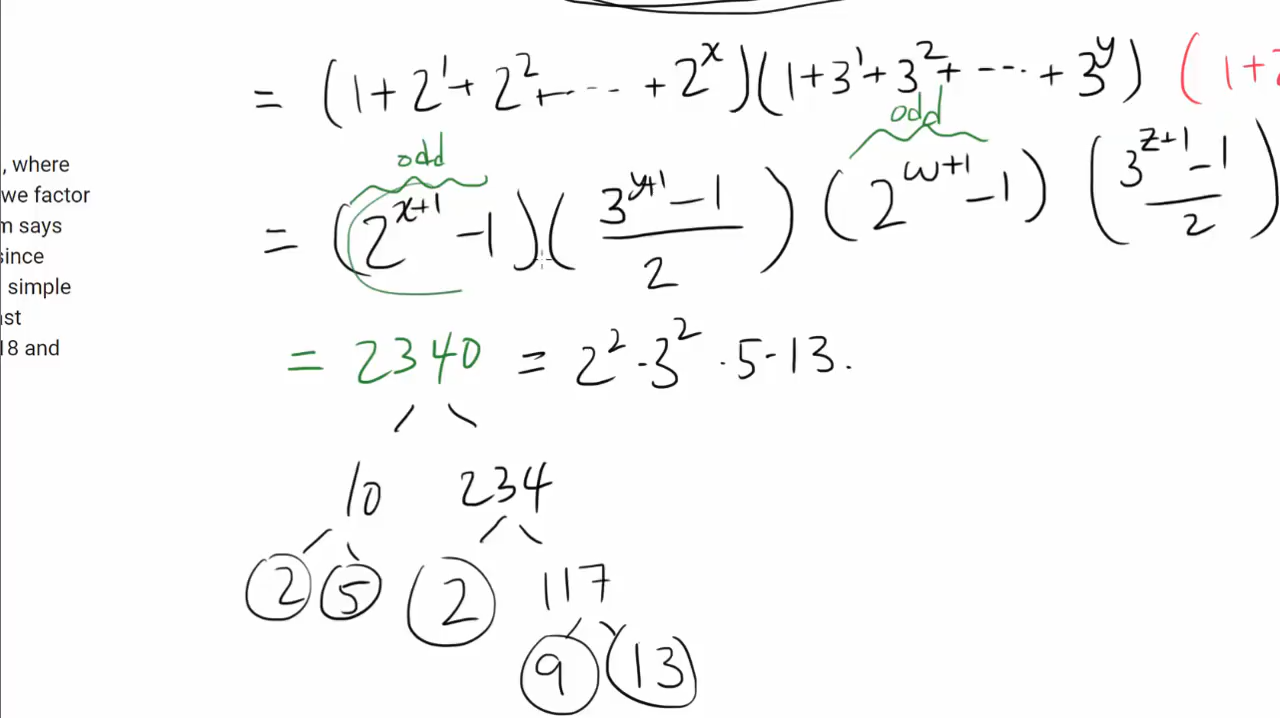 = (1+2¹+2²+....+2ˣ)(1+3¹+3²+....+3ʸ) (1+2
, where
odd
odd
we factor
m says
= (2ˣ⁺¹-1)((3ʸ⁺¹-1)/2)(2ʷ⁺¹-1)((3ᶻ⁺¹-1)/2)
since
simple
ast
18 and
= 2340 = 2²·3²·5·13.
10 234
2 5 2 117
9 13